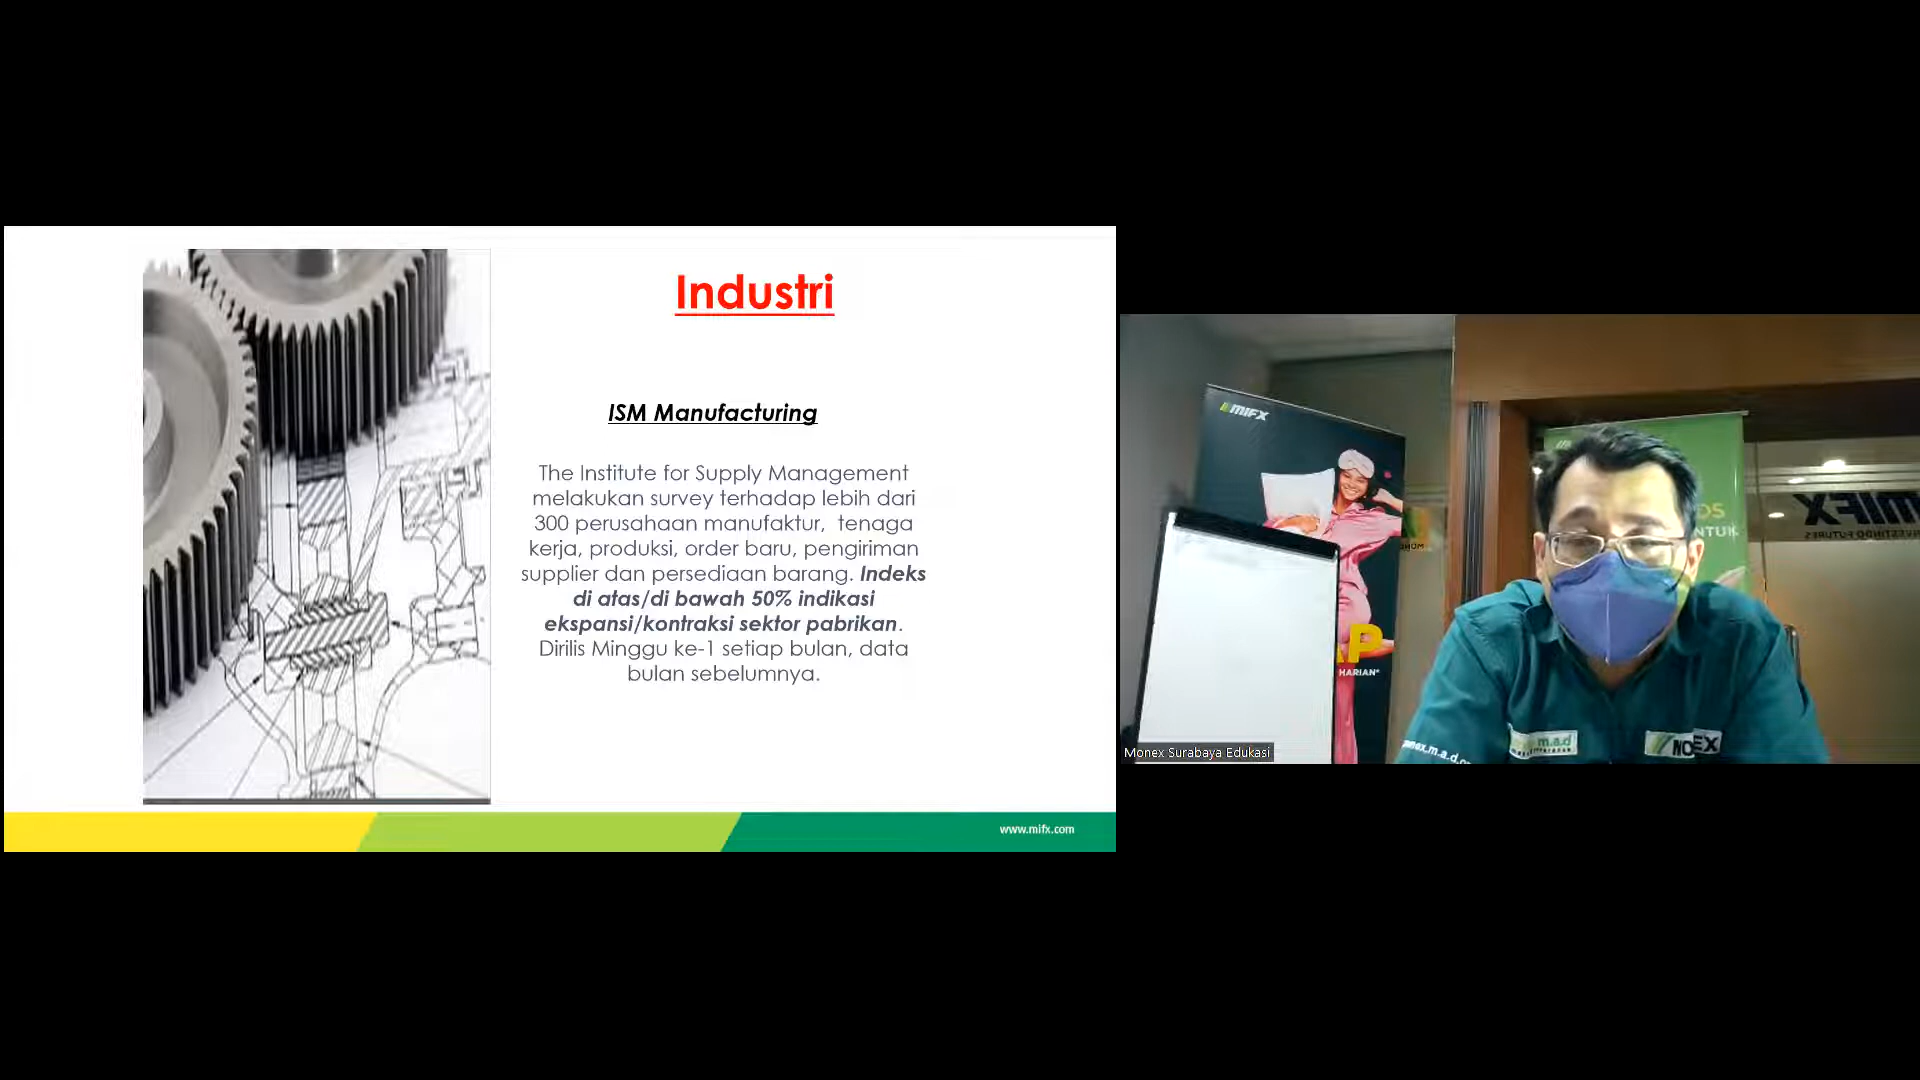 Industri
ISM Manufacturing
The Institute for Supply Management
melakukan survey terhadap lebih dari
300 perusahaan manufaktur, tenaga
kerja, produksi, order baru, pengiriman
supplier dan persediaan barang. Indeks
di atas/di bawah 50% indikasi
ekspansi/kontraksi sektor pabrikan.
Dirilis Minggu ke-1 setiap bulan, data
bulan sebelumnya.
www.mifx.com
MIFX
HARIAN*
NTUK
MIFX
m.a.d
Monex Surabaya Edukasi